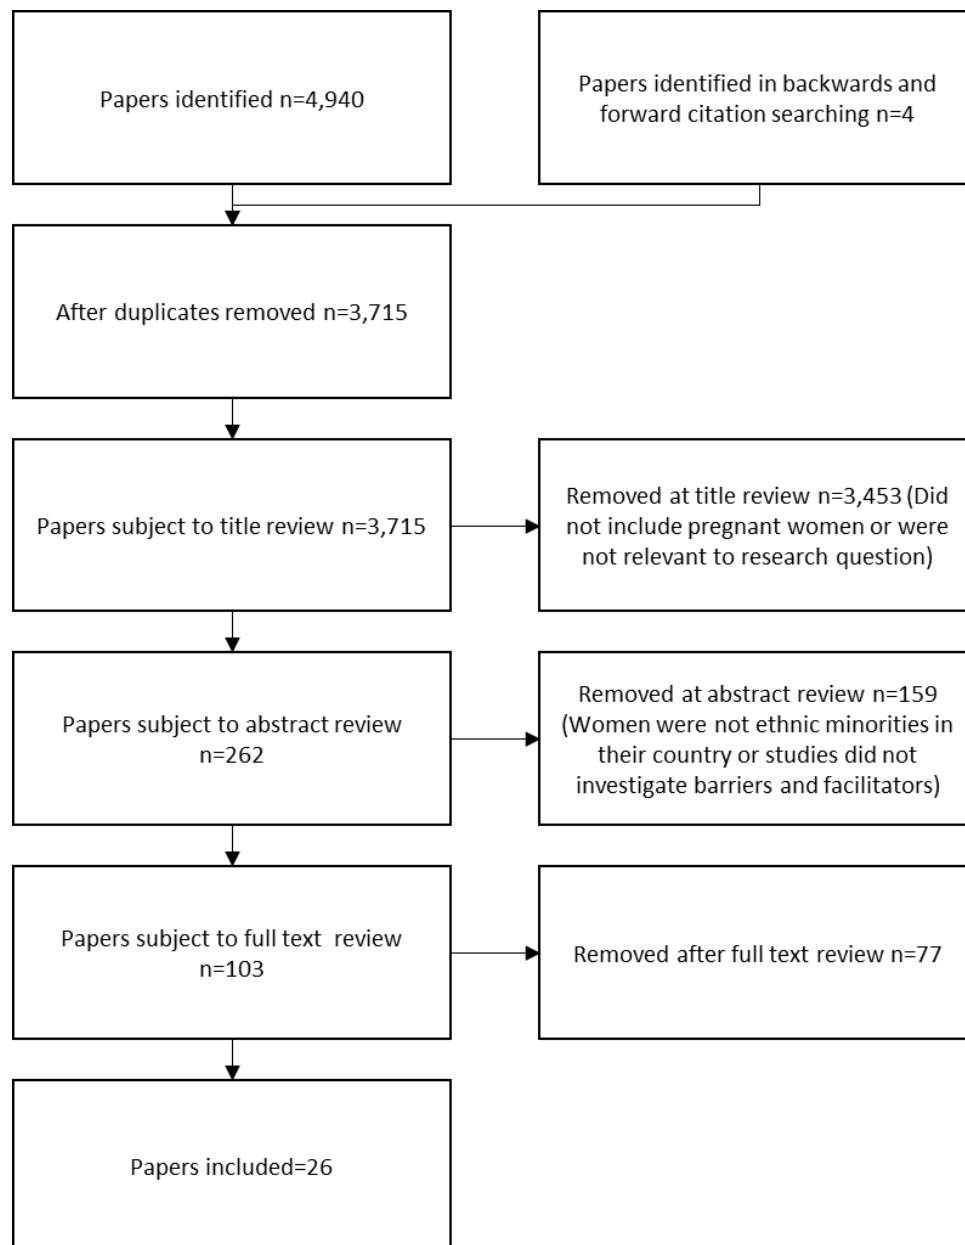 Papers identified n=4,940
Papers identified in backwards and
forward citation searching n=4
After duplicates removed n=3,715
Papers subject to title review n=3,715
Removed at title review n=3,453 (Did
not include pregnant women or were
not relevant to research question)
Papers subject to abstract review
n=262
Removed at abstract review n=159
(Women were not ethnic minorities in
their country or studies did not
investigate barriers and facilitators)
Papers subject to full text  review
n=103
Removed after full text review n=77
Papers included=26